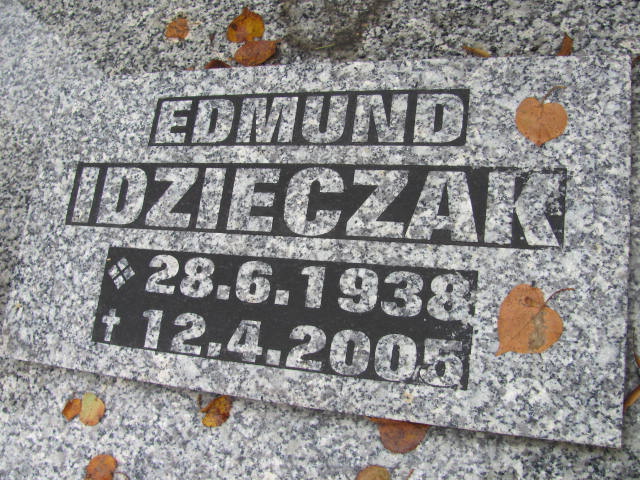 EDMUND
IDZIECZAK
28.6.1938
† 12.4.2005